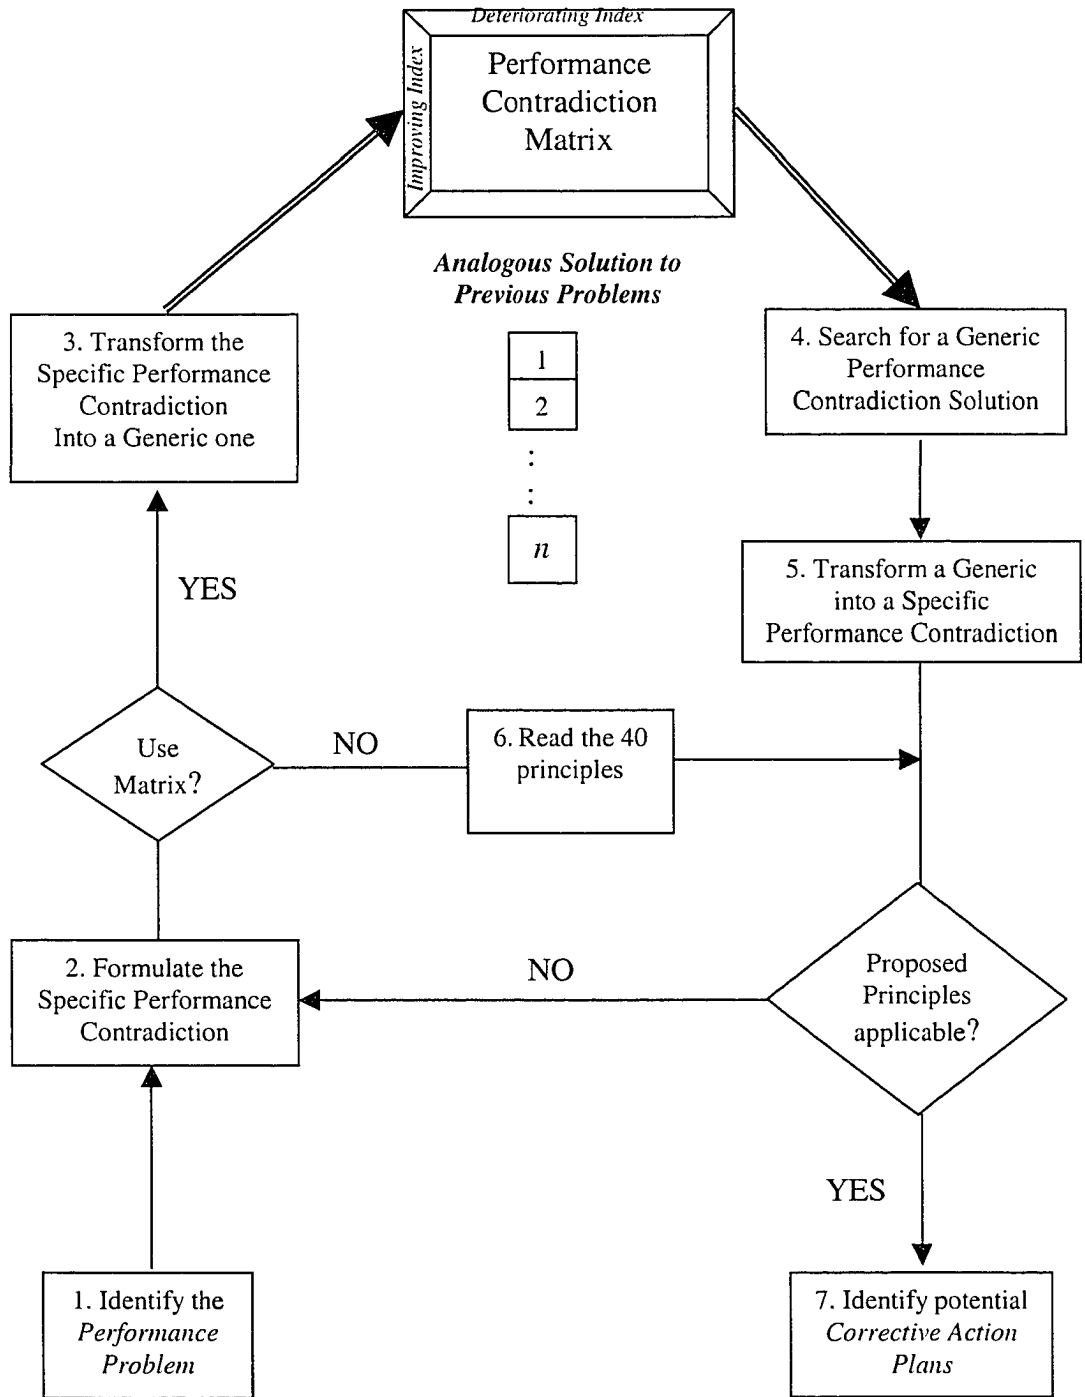 Deteriorating Index
Improving Index
Performance
Contradiction
Matrix
Analogous Solution to
Previous Problems
1
2
:
:
n
3. Transform the
Specific Performance
Contradiction
Into a Generic one
4. Search for a Generic
Performance
Contradiction Solution
YES
5. Transform a Generic
into a Specific
Performance Contradiction
Use
Matrix?
NO
6. Read the 40
principles
2. Formulate the
Specific Performance
Contradiction
NO
Proposed
Principles
applicable?
YES
1. Identify the
Performance
Problem
7. Identify potential
Corrective Action
Plans